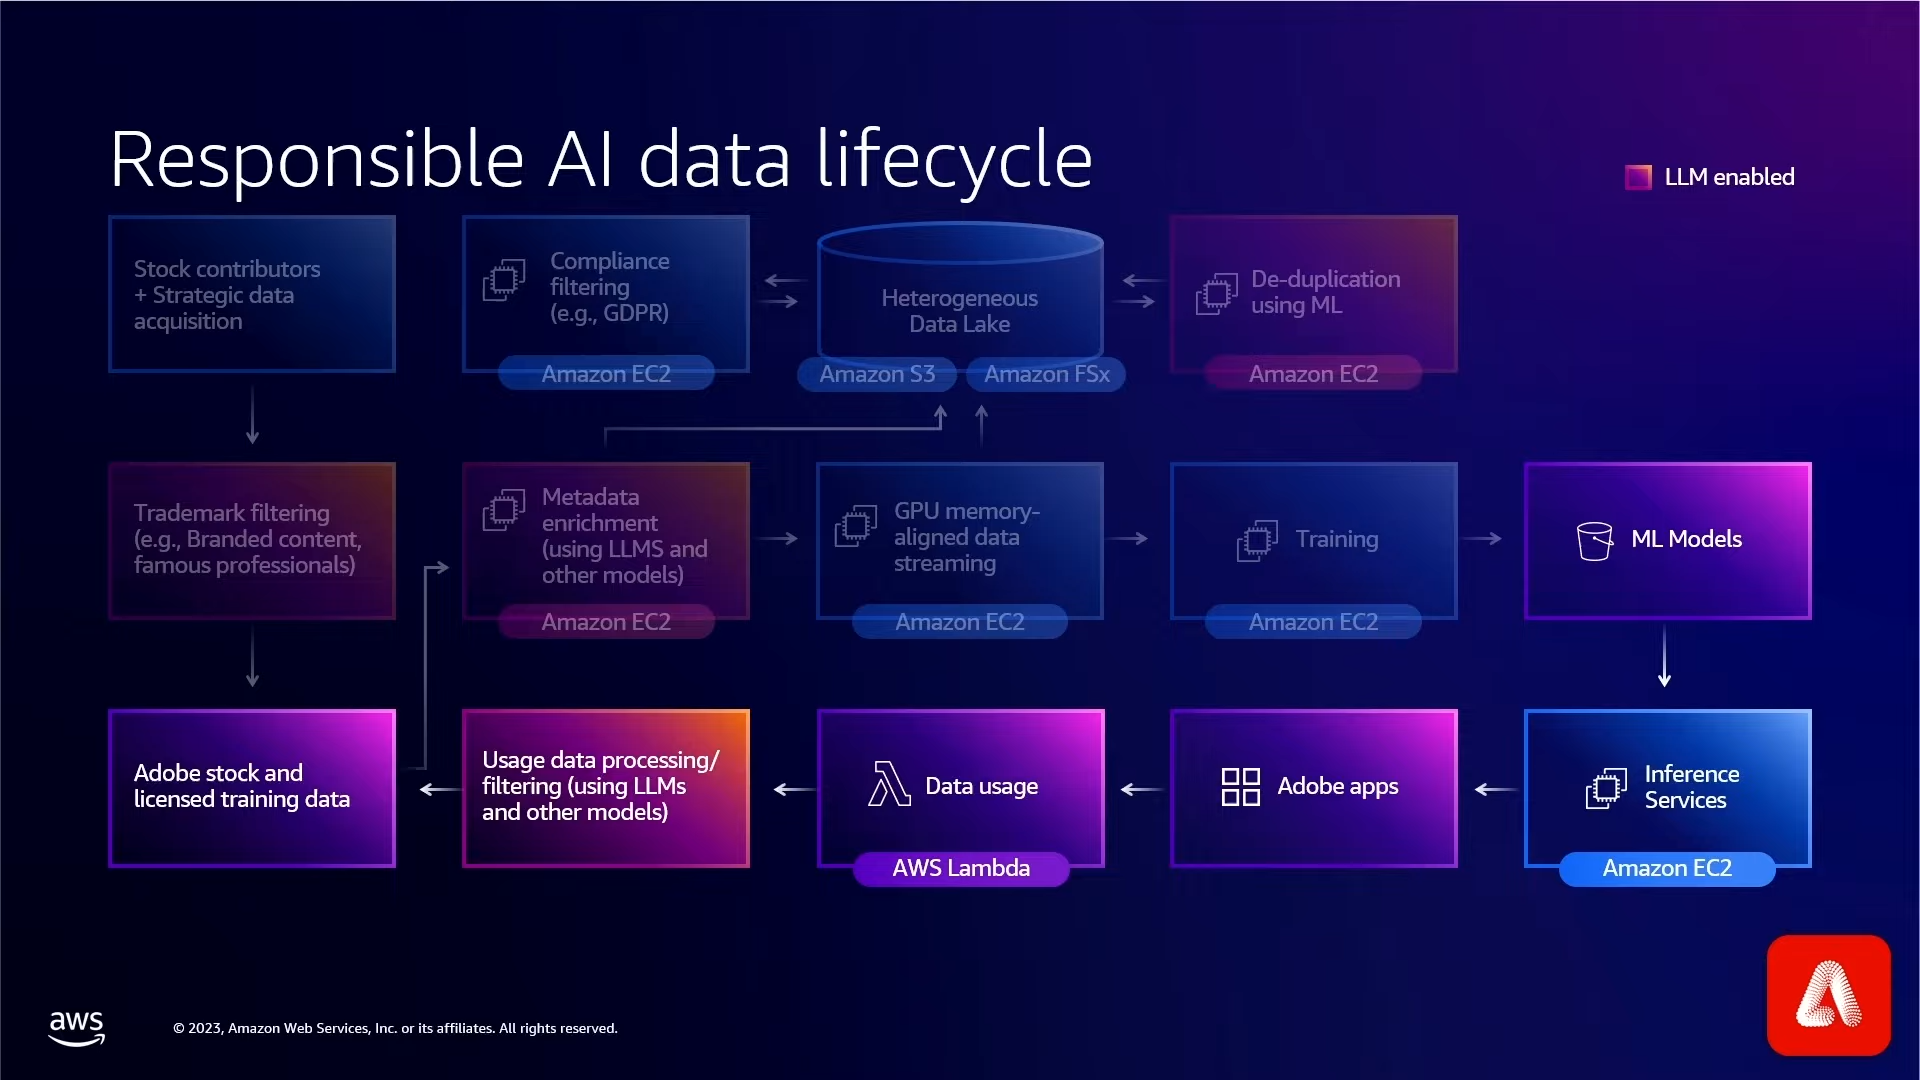 Responsible AI data lifecycle
LLM enabled
Stock contributors
+ Strategic data
acquisition
Compliance
filtering
(e.g., GDPR)
Amazon EC2
Heterogeneous
Data Lake
Amazon S3
Amazon FSx
De-duplication
using ML
Amazon EC2
Trademark filtering
(e.g., Branded content,
famous professionals)
Metadata
enrichment
(using LLMS and
other models)
Amazon EC2
GPU memory-
aligned data
streaming
Amazon EC2
Training
Amazon EC2
ML Models
Adobe stock and
licensed training data
Usage data processing/
filtering (using LLMs
and other models)
Data usage
AWS Lambda
Adobe apps
Inference
Services
Amazon EC2
aws
© 2023, Amazon Web Services, Inc. or its affiliates. All rights reserved.